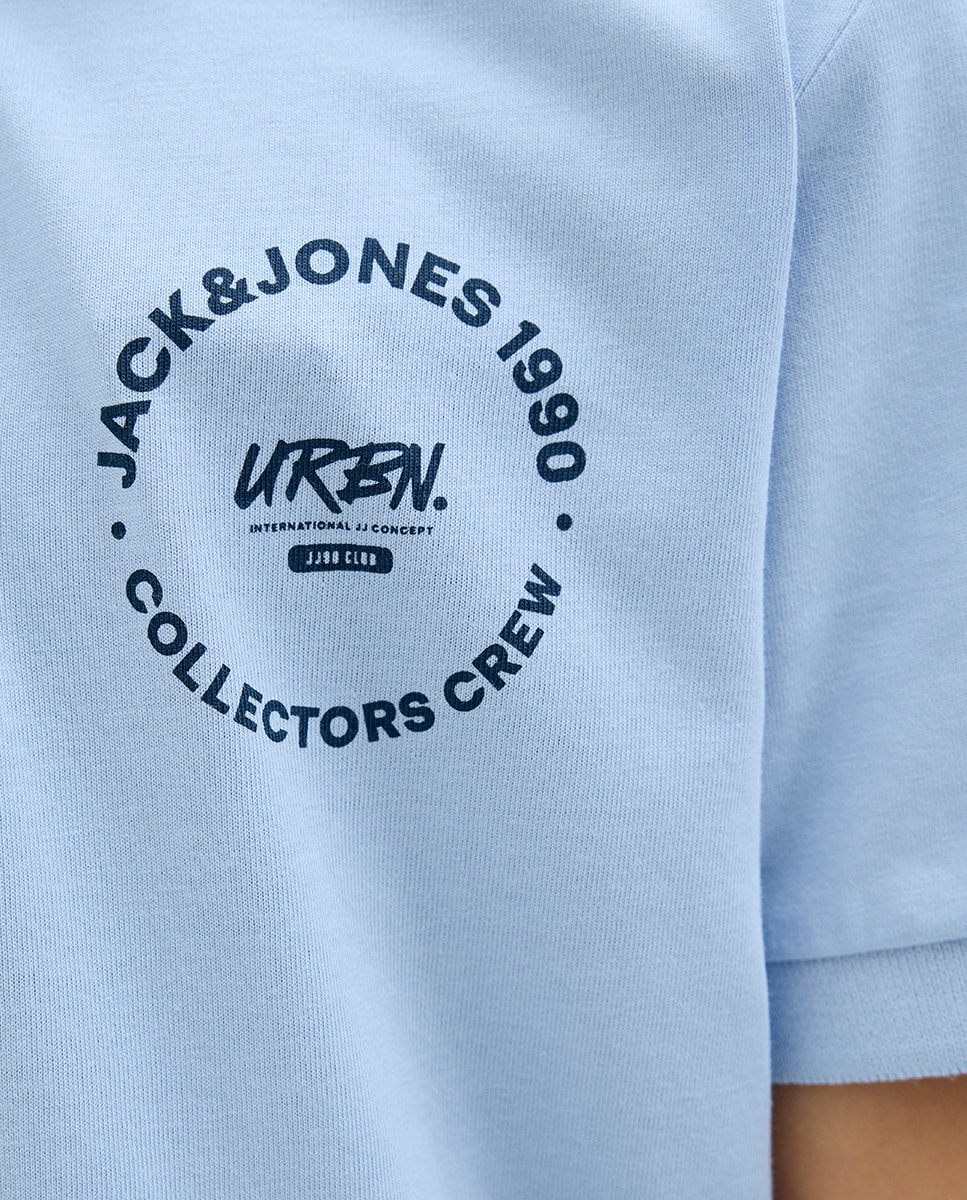 JACK&JONES 1990
URBN.
INTERNATIONAL JJ CONCEPT
JJ90 CLUB
• COLLECTORS CREW •